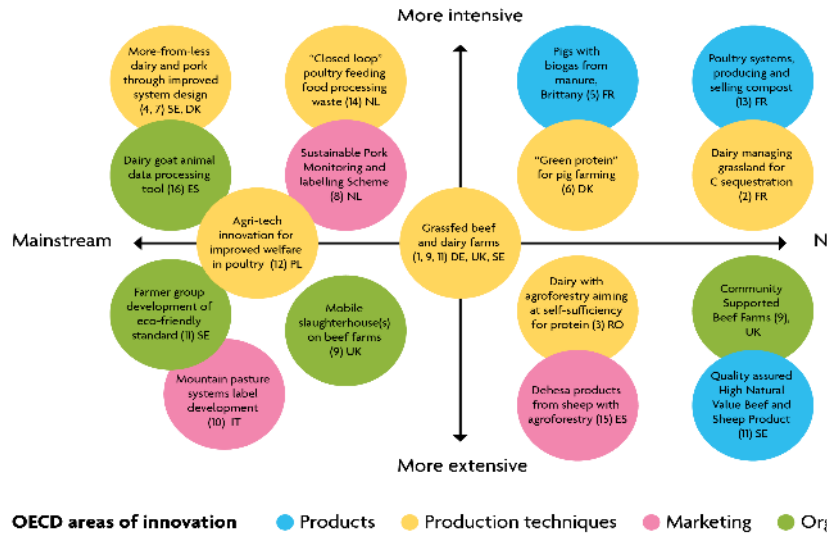 More intensive
More-from-less
dairy and pork
through improved
system design
(4, 7) SE, DK
"Closed loop"
poultry feeding
food processing
waste (14) NL
Pigs with
biogas from
manure,
Brittany (5) FR
Poultry systems,
producing and
selling compost
(13) FR
Dairy goat animal
data processing
tool (16) ES
Sustainable Pork
Monitoring and
labelling Scheme
(8) NL
"Green protein"
for pig farming
(6) DK
Dairy managing
grassland for
C sequestration
(2) FR
Mainstream
Agri-tech
innovation for
improved welfare
in poultry (12) PL
Grassfed beef
and dairy farms
(1, 9, 11) DE, UK, SE
N
Farmer group
development of
eco-friendly
standard (11) SE
Mobile
slaughterhouse(s)
on beef farms
(9) UK
Dairy with
agroforestry aiming
at self-sufficiency
for protein (3) RO
Community
Supported
Beef Farms (9),
UK
Mountain pasture
systems label
development
(10) IT
Dehesa products
from sheep with
agroforestry (15) ES
Quality assured
High Natural
Value Beef and
Sheep Product
(11) SE
More extensive
OECD areas of innovation Products Production techniques Marketing Org